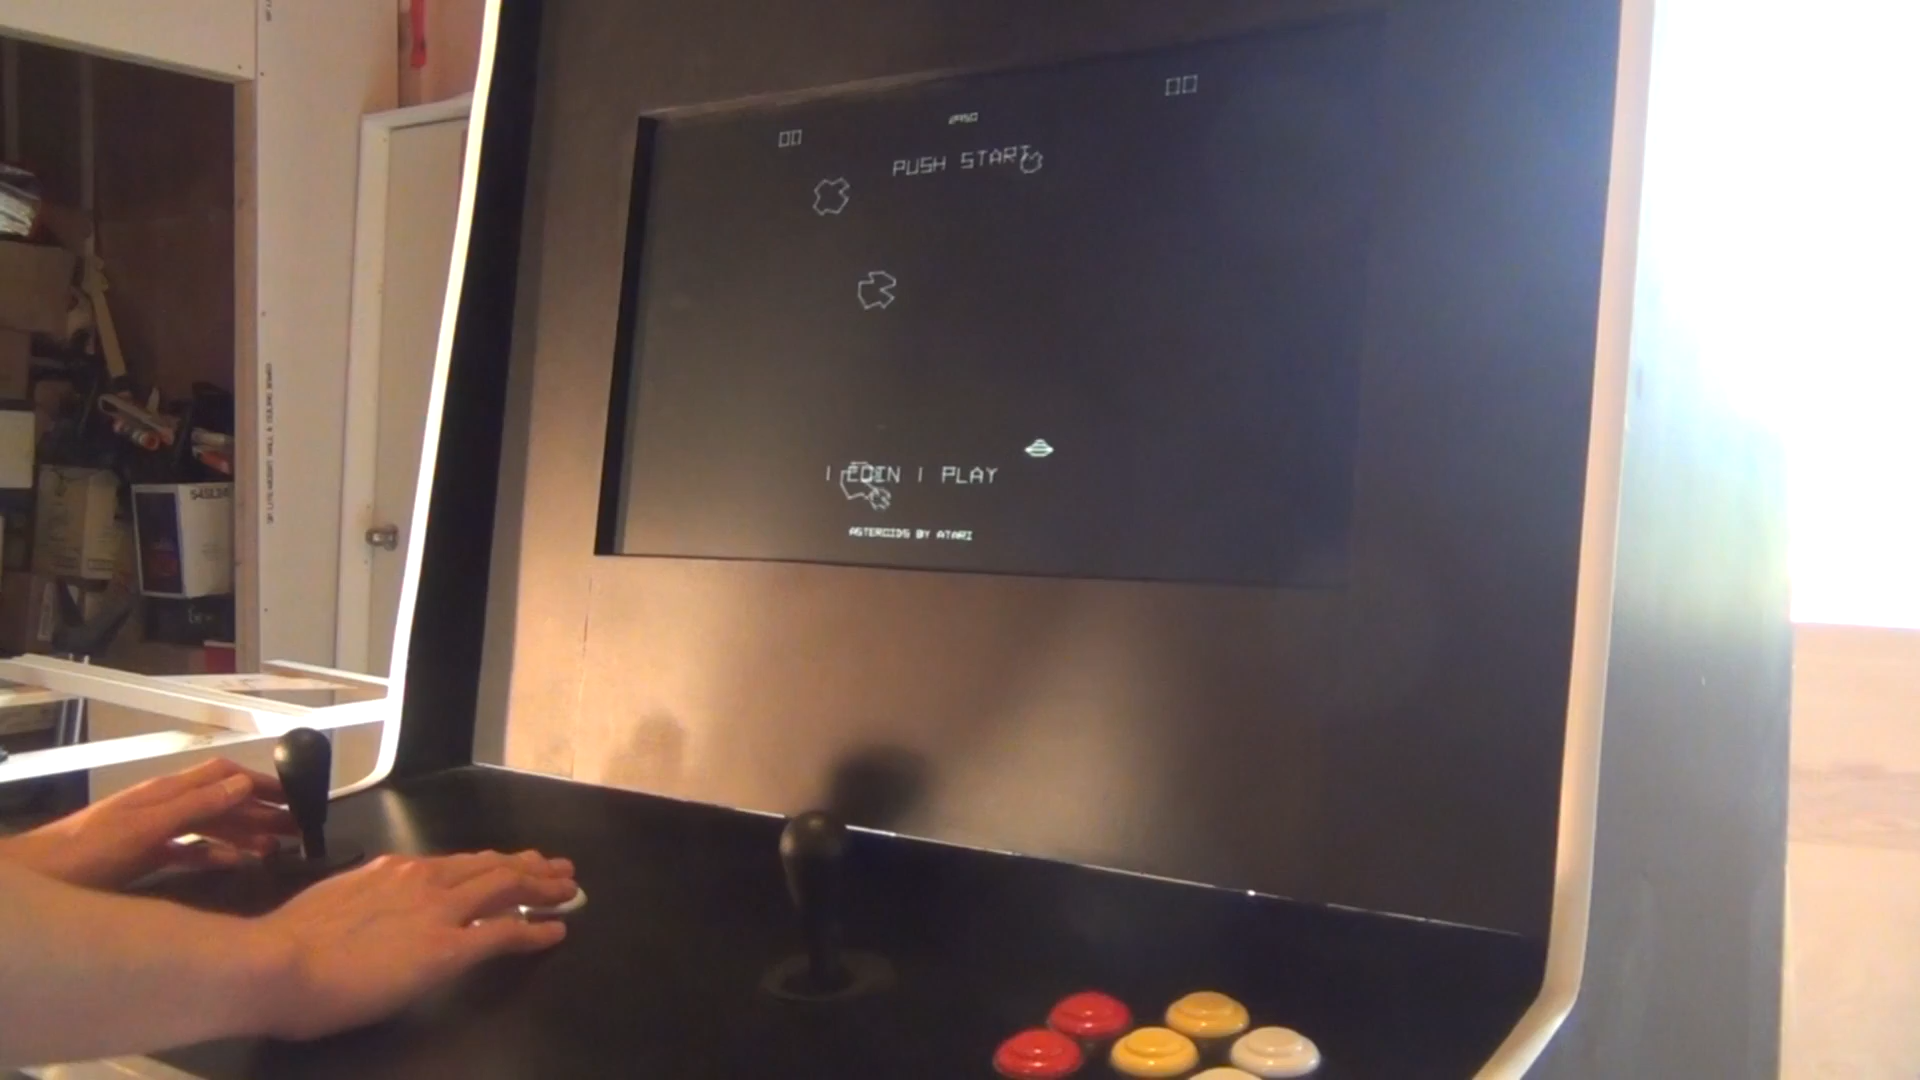 00
00
PUSH START
1 COIN 1 PLAY
ASTEROIDS BY ATARI